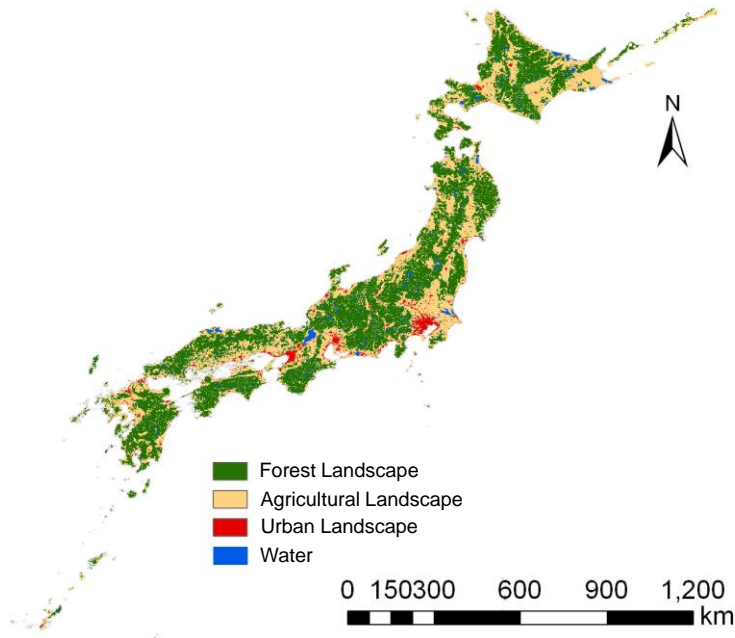 N
Forest Landscape
Agricultural Landscape
Urban Landscape
Water
0 150300 600 900 1,200
km